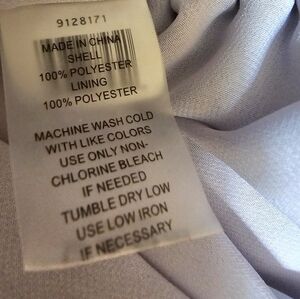 9128171
MADE IN CHINA
SHELL
100% POLYESTER
LINING
100% POLYESTER
MACHINE WASH COLD
WITH LIKE COLORS
USE ONLY NON-
CHLORINE BLEACH
IF NEEDED
TUMBLE DRY LOW
USE LOW IRON
IF NECESSARY